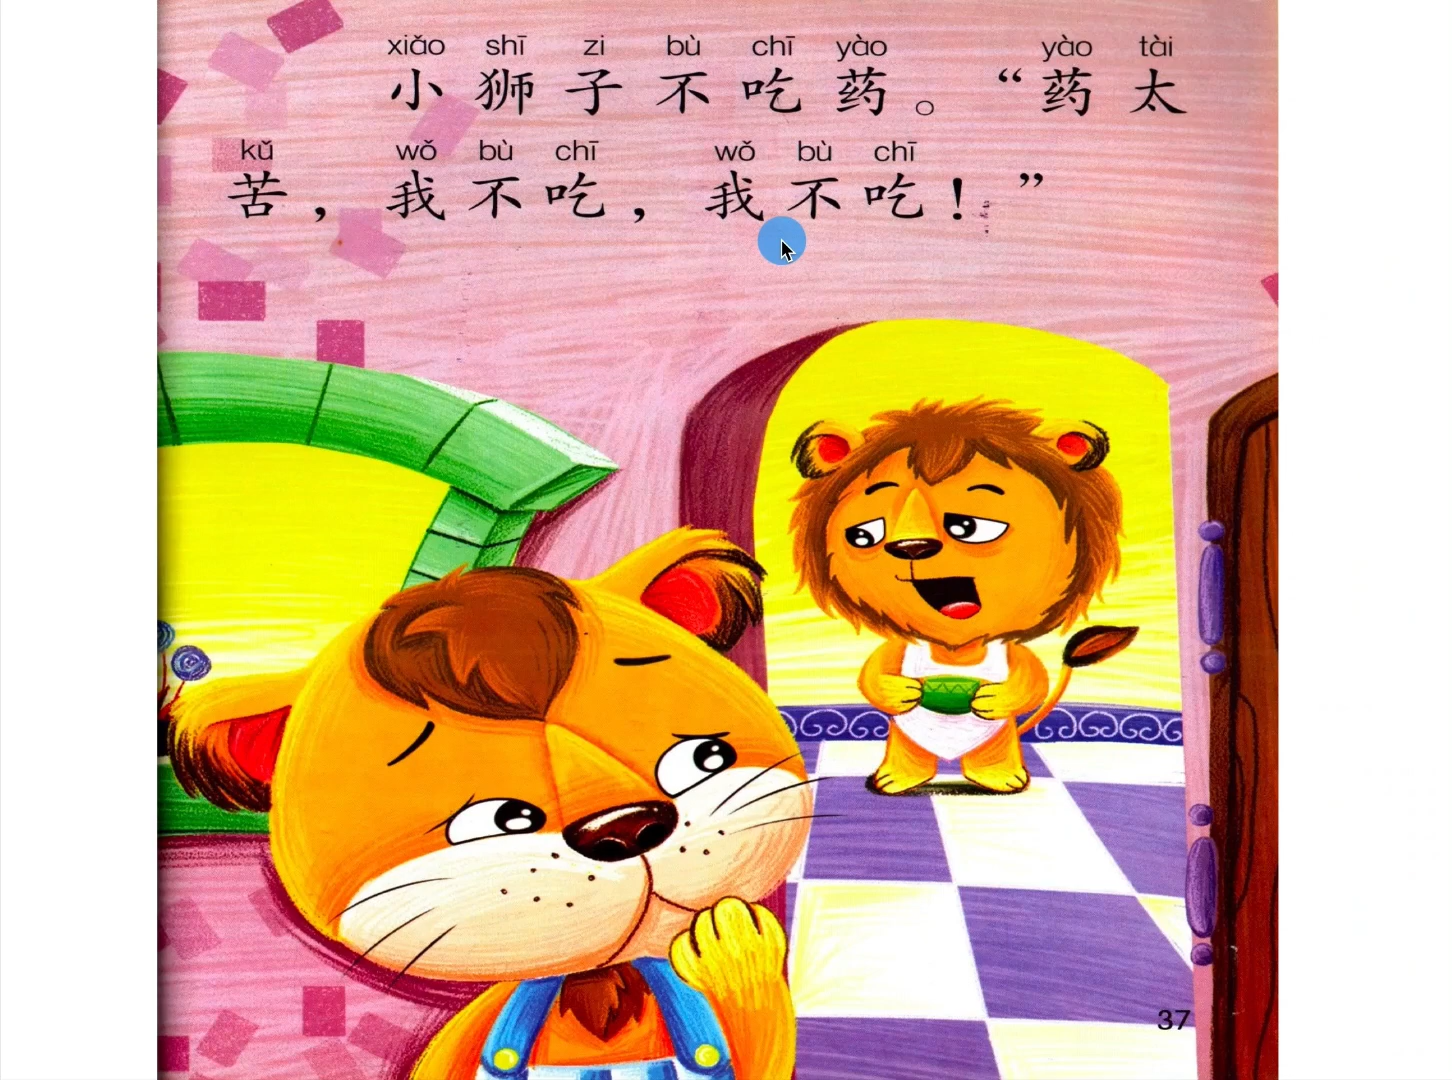 xiǎo shī zi bù chī yào yào tài
小狮子不吃药。“药太
kǔ wǒ bù chī wǒ bù chī
苦，我不吃，我不吃！”
37